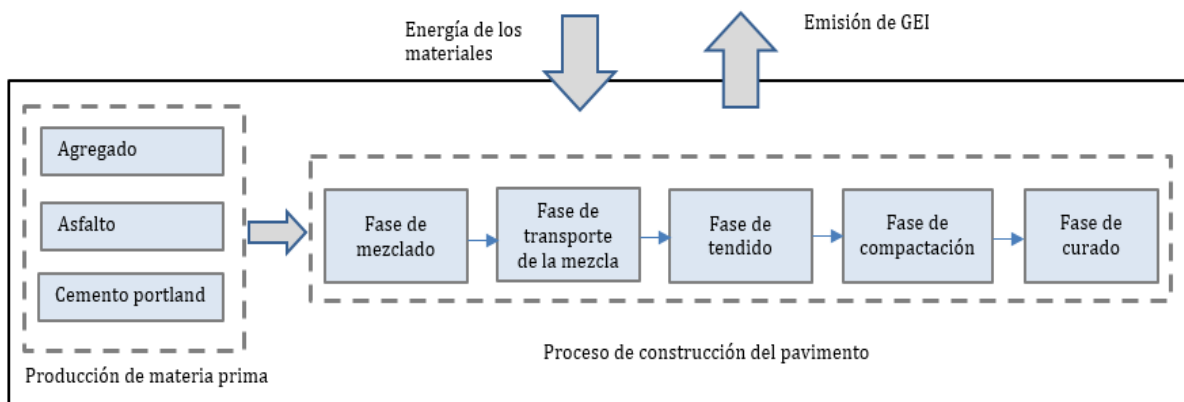 Energía de los
materiales
Emisión de GEI
Agregado
Asfalto
Cemento portland
Producción de materia prima
Fase de
mezclado
Fase de
transporte
de la mezcla
Fase de
tendido
Fase de
compactación
Fase de
curado
Proceso de construcción del pavimento